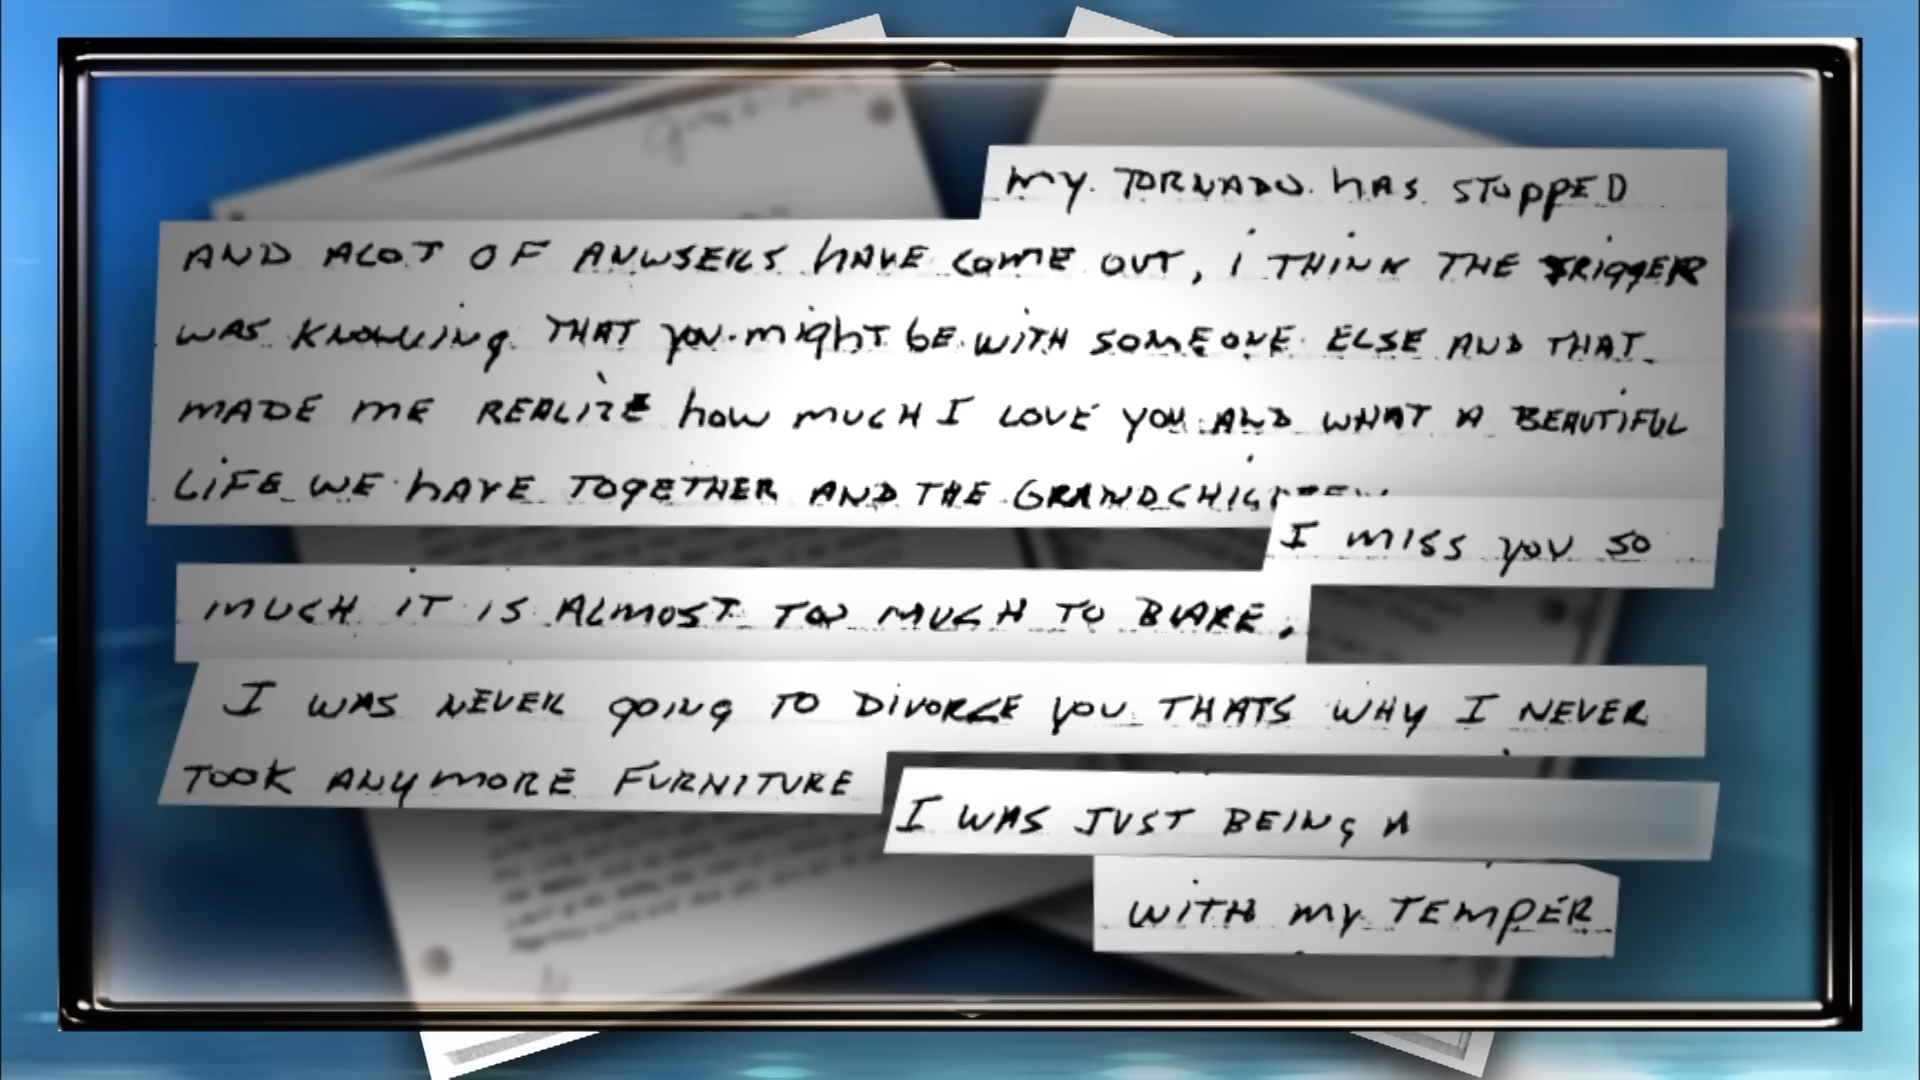 my TORNADO has STOPPED
AND ALOT OF ANWSERS hAVE COME OUT, i THINK THE TRIGGER
WAS KNOWING THAT you might bE WITH SOMEONE ELSE AND THAT
MADE ME REALIZE how MUCH I LOVE YOU AND WHAT A BEAUTIFUL
LIFE WE hAVE TOGETHER AND THE GRANDCHILDREN
I MISS YOU SO
MUCH IT IS ALMOST TOO MUCH TO BARE.
I WAS NEVER gOING TO DIVORCE YOU THATS WHY I NEVER
TOOK ANYMORE FURNITURE
I WAS JUST BEING A
WITH my TEMPER